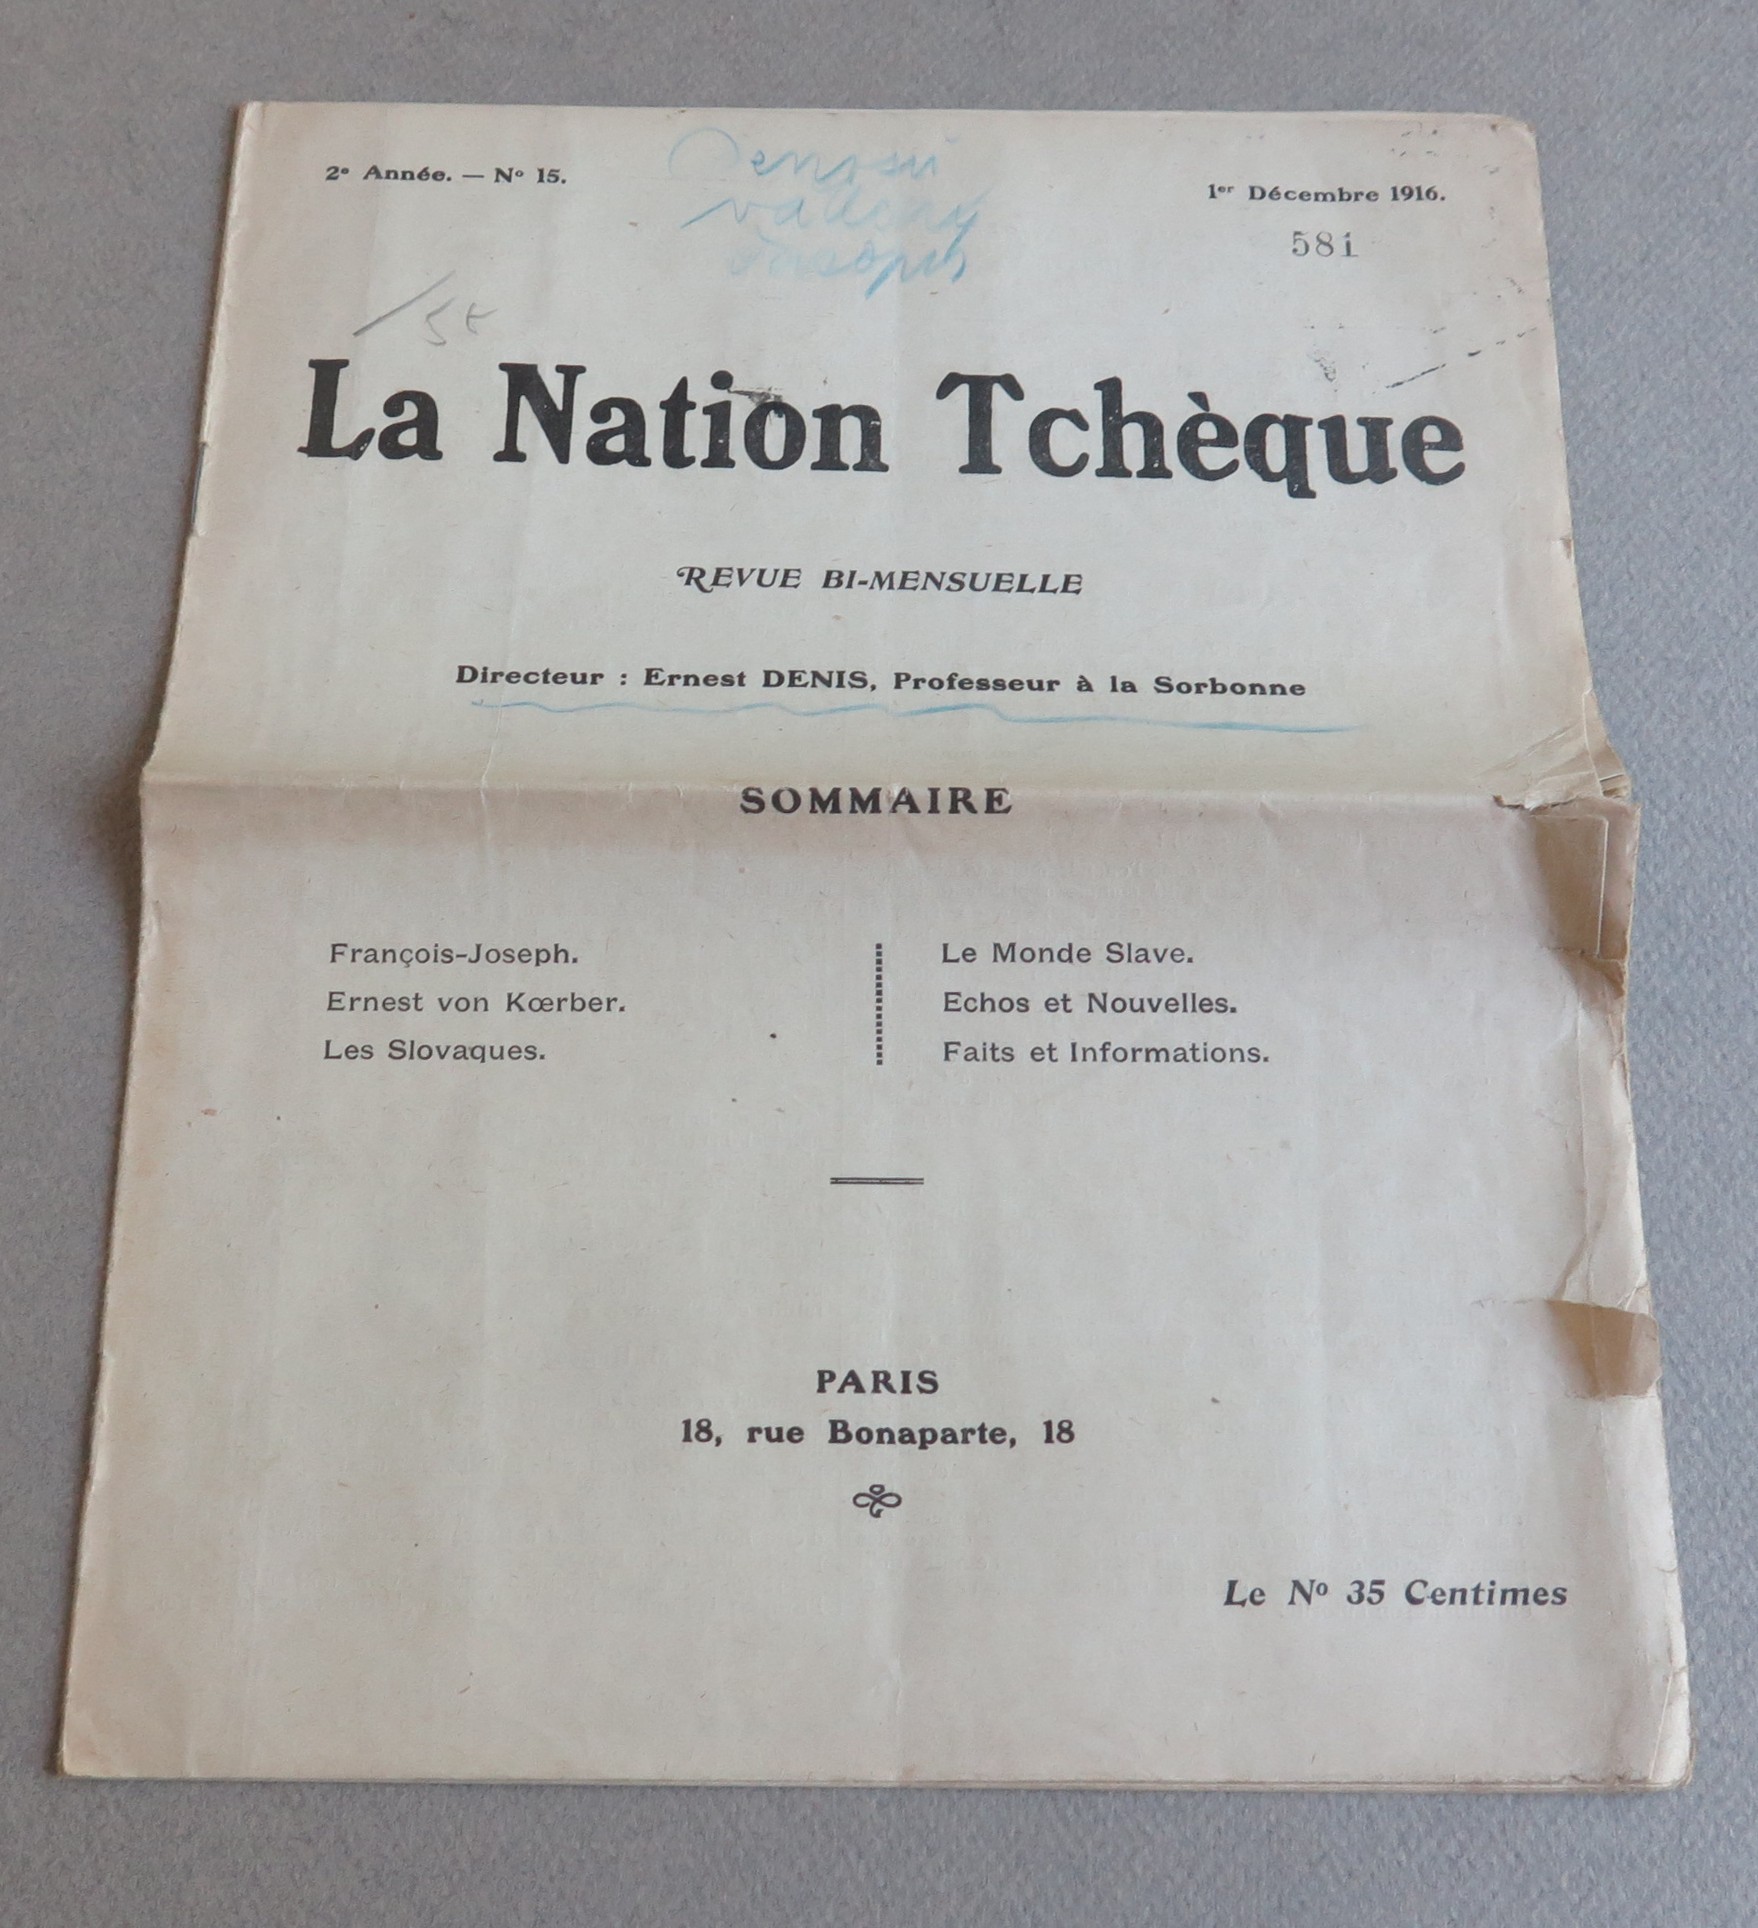 2e Année. — No 15.
1er Décembre 1916.
581
La Nation Tchèque
REVUE BI-MENSUELLE
Directeur : Ernest DENIS, Professeur à la Sorbonne
SOMMAIRE
François-Joseph.
Ernest von Kœrber.
Les Slovaques.
Le Monde Slave.
Echos et Nouvelles.
Faits et Informations.
PARIS
18, rue Bonaparte, 18
Le No 35 Centimes